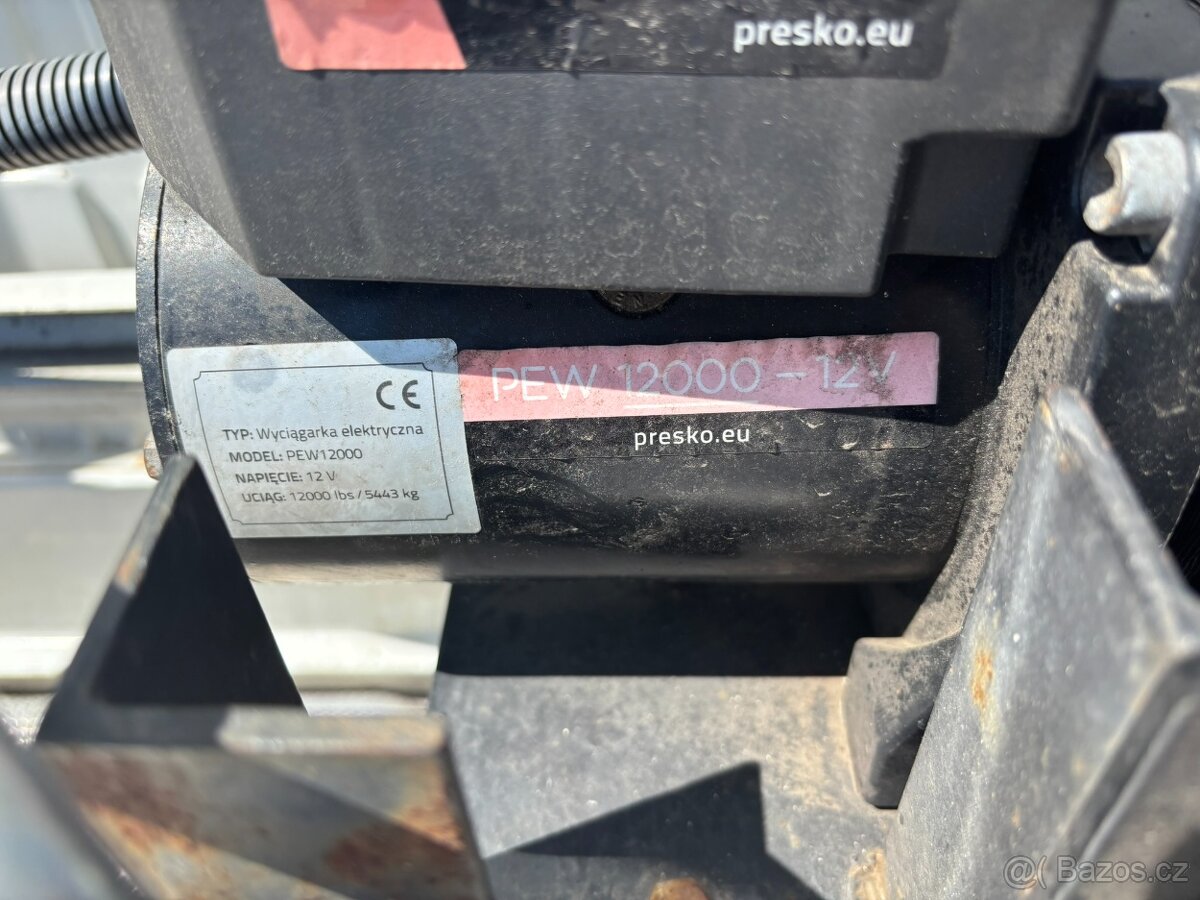 presko.eu
PEW 12000 – 12V
presko.eu
CE
TYP: Wyciągarka elektryczna
MODEL: PEW12000
NAPIĘCIE: 12 V
UCIĄG: 12000 lbs / 5443 kg
Bazos.cz